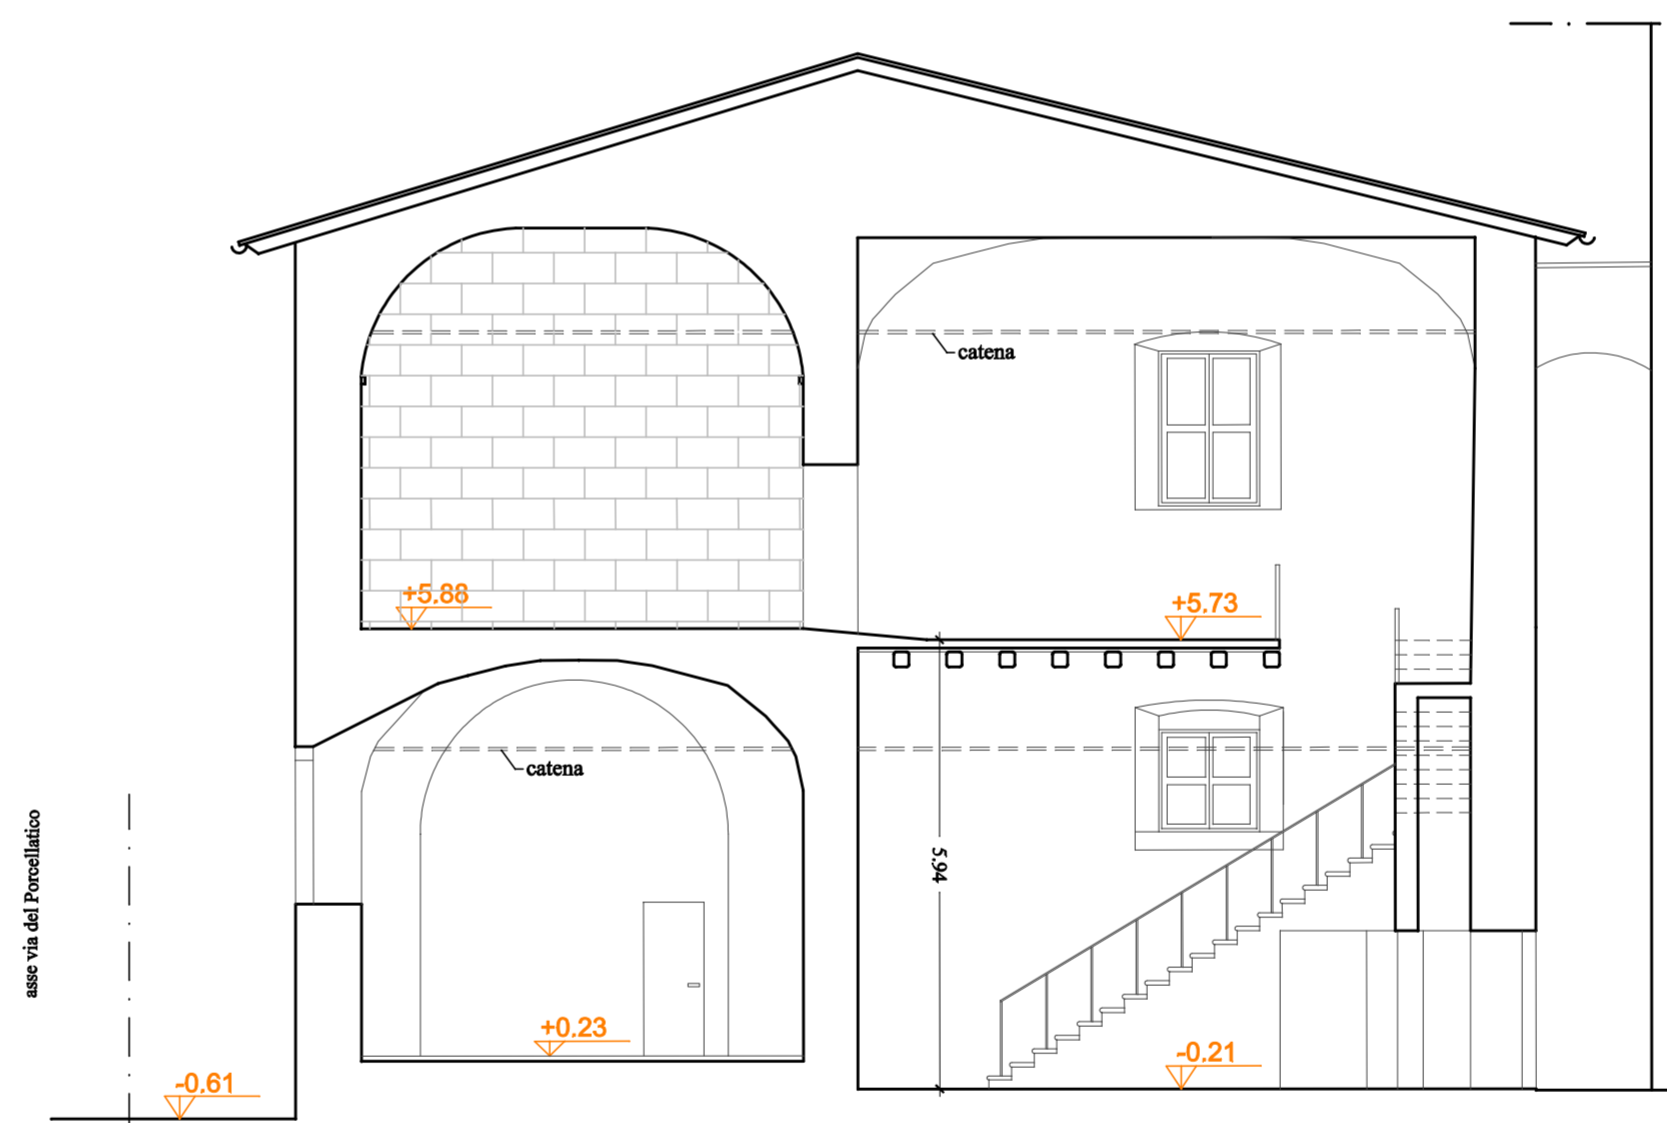 catena
+5.88
+5.73
catena
asse via del Porcellatico
5.94
+0.23
-0.21
-0.61